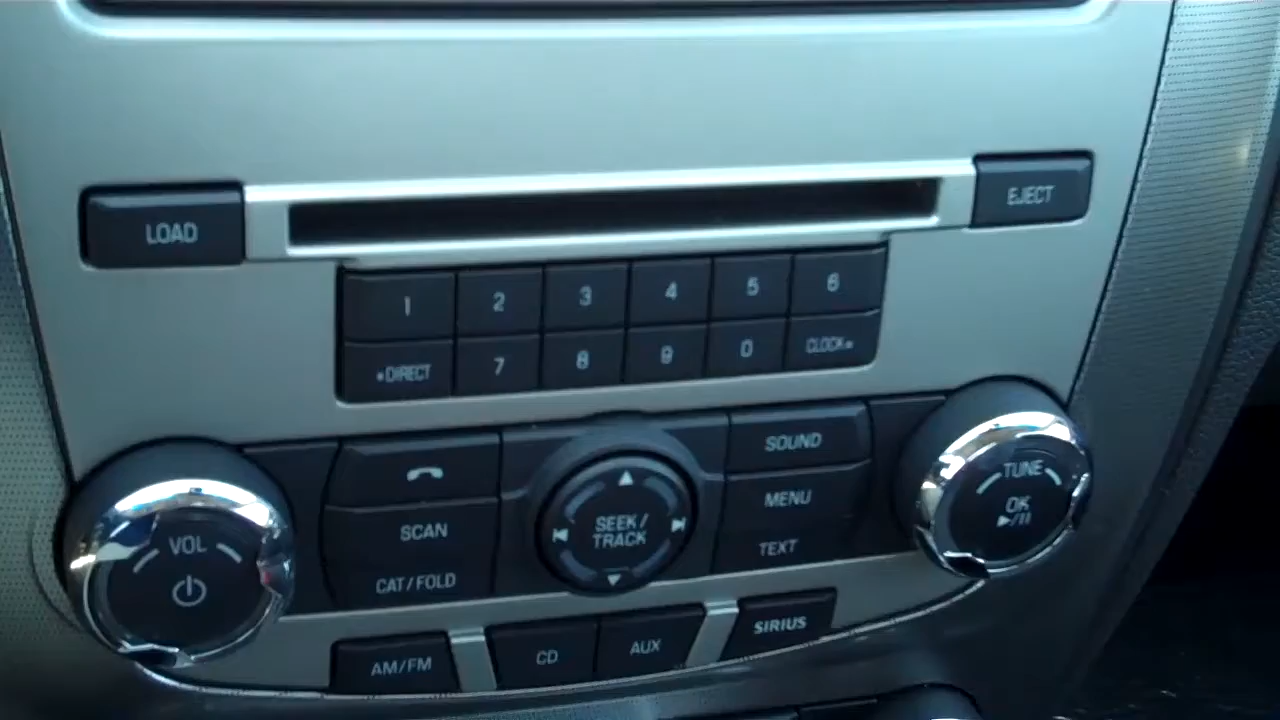 LOAD
EJECT
1 2 3 4 5 6
DIRECT 7 8 9 0 CLOCK
SOUND
VOL
SCAN
SEEK/
TRACK
MENU
TUNE
OK
CAT/FOLD
TEXT
AM/FM
CD
AUX
SIRIUS